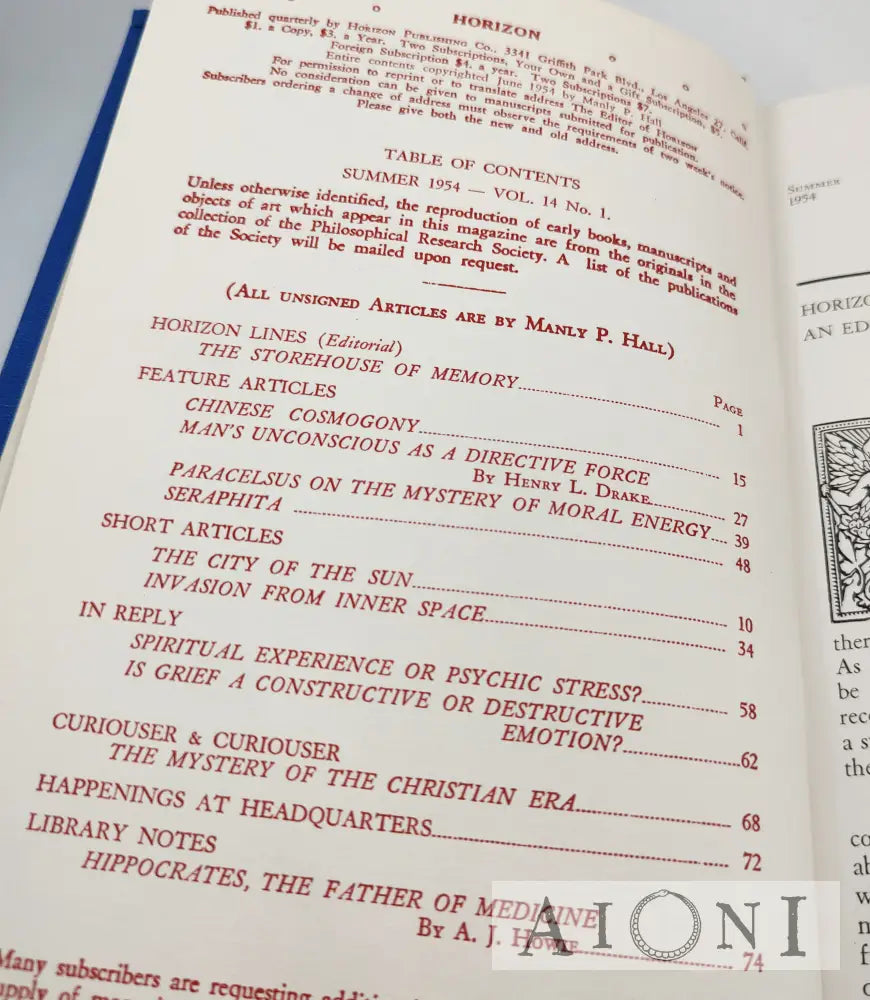 HORIZON
Published quarterly by HORIZON PUBLISHING CO., 3341 Griffith Park Blvd., Los Angeles 27, Calif.
$1. a Copy, $3. a Year. Two Subscriptions, Your Own and a Gift Subscription, $5.
Foreign Subscription $4. a year. Two Subscriptions $7.
Entire contents copyrighted June 1954 by Manly P. Hall
For permission to reprint or to translate address The Editor of HORIZON
No consideration can be given to manuscripts submitted for publication.
Subscribers ordering a change of address must observe the requirements of two week's notice.
Please give both the new and old address.
TABLE OF CONTENTS
SUMMER 1954 — VOL. 14 No. 1.
Unless otherwise identified, the reproduction of early books, manuscripts and
objects of art which appear in this magazine are from the originals in the
collection of the Philosophical Research Society. A list of the publications
of the Society will be mailed upon request.
(ALL UNSIGNED ARTICLES ARE BY MANLY P. HALL)
PAGE
HORIZON LINES (Editorial)
THE STOREHOUSE OF MEMORY 1
FEATURE ARTICLES
CHINESE COSMOGONY 15
MAN'S UNCONSCIOUS AS A DIRECTIVE FORCE
BY HENRY L. DRAKE 27
PARACELSUS ON THE MYSTERY OF MORAL ENERGY 39
SERAPHITA 48
SHORT ARTICLES
THE CITY OF THE SUN 10
INVASION FROM INNER SPACE 34
IN REPLY
SPIRITUAL EXPERIENCE OR PSYCHIC STRESS? 58
IS GRIEF A CONSTRUCTIVE OR DESTRUCTIVE
EMOTION? 62
CURIOUSER & CURIOUSER
THE MYSTERY OF THE CHRISTIAN ERA 68
HAPPENINGS AT HEADQUARTERS 72
LIBRARY NOTES
HIPPOCRATES, THE FATHER OF MEDICINE
BY A. J. HOWIE 74
Many subscribers are requesting
supply of
SUMMER
1954
HORIZO
AN ED
ther
As
be
reco
a s
the
co
ab
w
n
f
AIONI